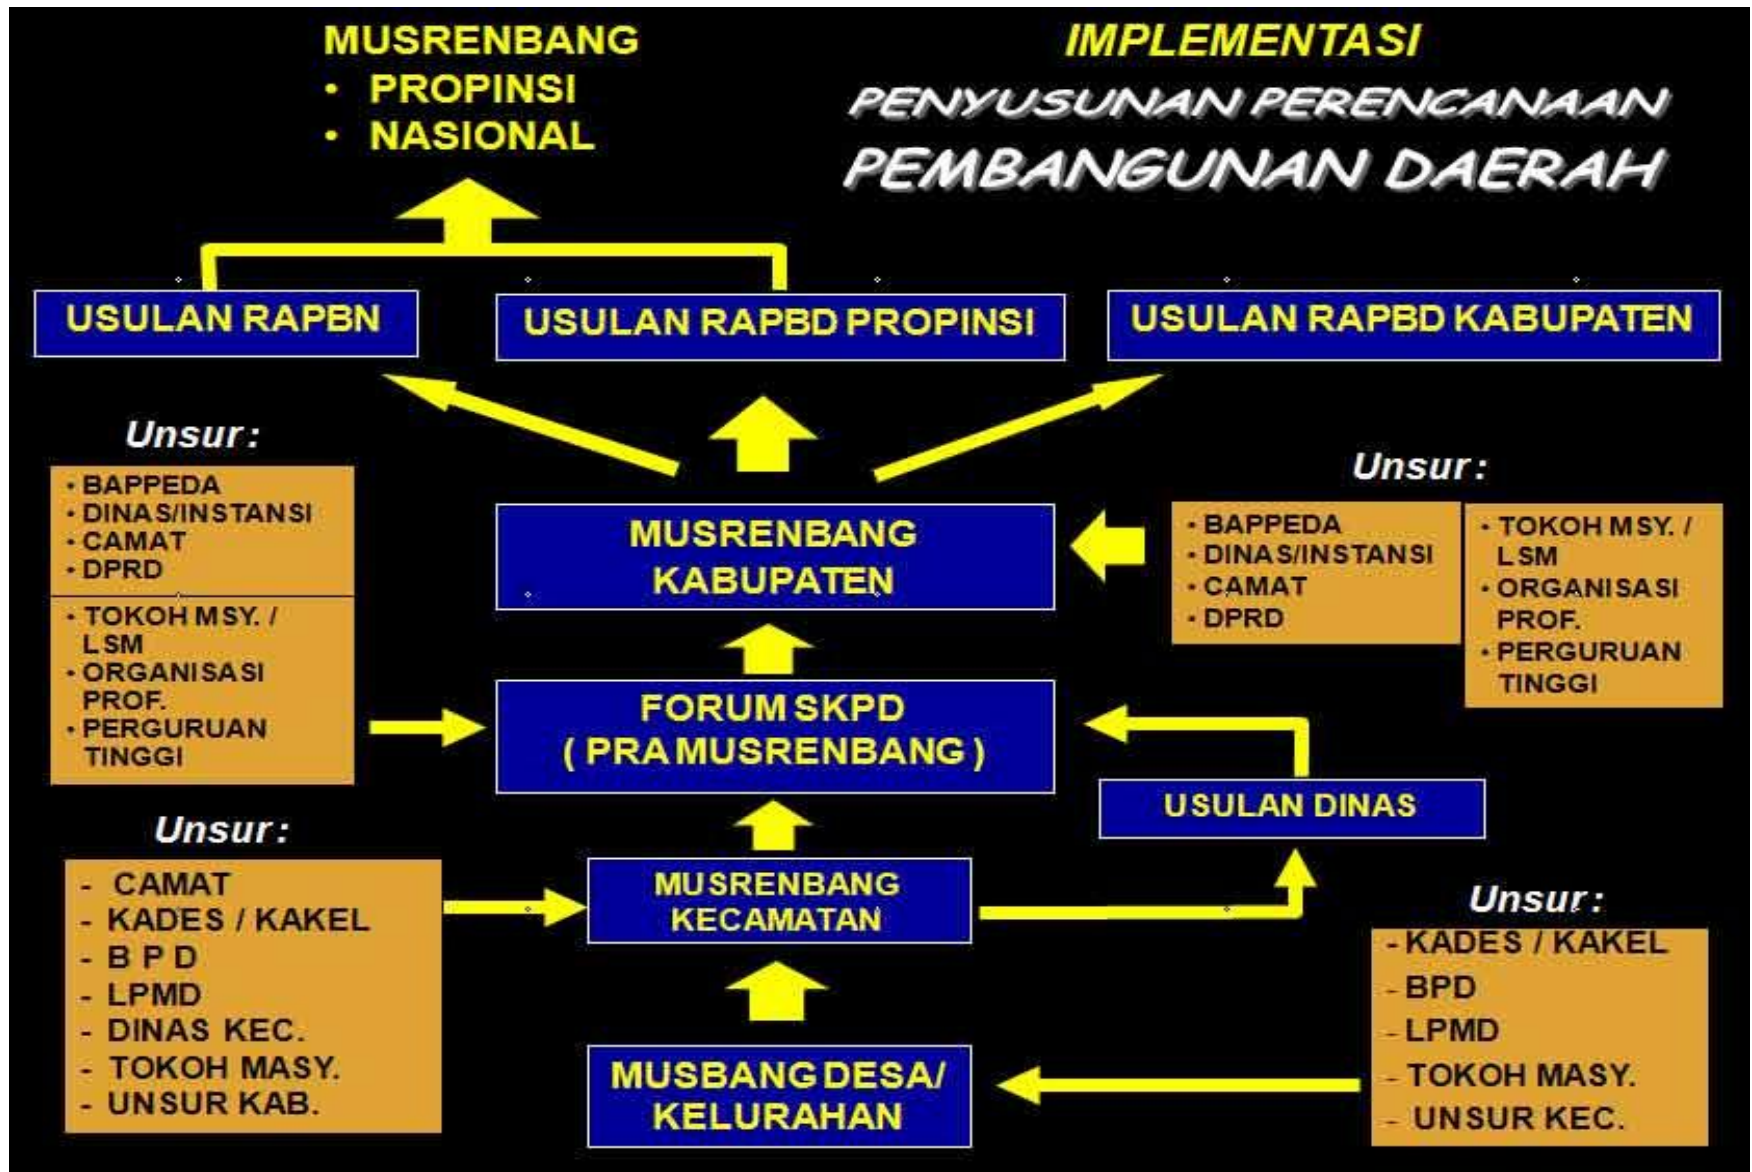 MUSRENBANG
• PROPINSI
• NASIONAL
IMPLEMENTASI
PENYUSUNAN PERENCANAAN
PEMBANGUNAN DAERAH
USULAN RAPBN
USULAN RAPBD PROPINSI
USULAN RAPBD KABUPATEN
Unsur :
• BAPPEDA
• DINAS/INSTANSI
• CAMAT
• DPRD
• TOKOH MSY. /
LSM
• ORGANISASI
PROF.
• PERGURUAN
TINGGI
MUSRENBANG
KABUPATEN
Unsur :
• BAPPEDA
• DINAS/INSTANSI
• CAMAT
• DPRD
• TOKOH MSY. /
LSM
• ORGANISASI
PROF.
• PERGURUAN
TINGGI
FORUM SKPD
( PRA MUSRENBANG )
USULAN DINAS
Unsur :
- CAMAT
- KADES / KAKEL
- B P D
- LPMD
- DINAS KEC.
- TOKOH MASY.
- UNSUR KAB.
MUSRENBANG
KECAMATAN
Unsur :
- KADES / KAKEL
- BPD
- LPMD
- TOKOH MASY.
- UNSUR KEC.
MUSBANG DESA/
KELURAHAN